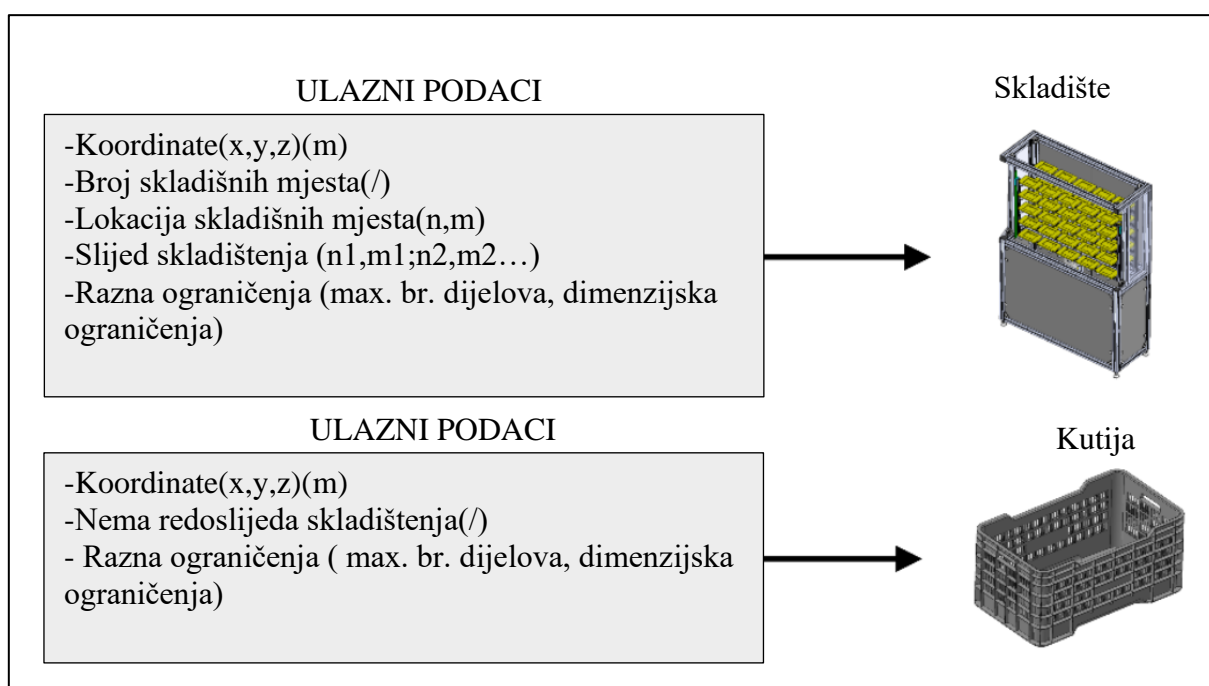 ULAZNI PODACI
Skladište
-Koordinate(x,y,z)(m)
-Broj skladišnih mjesta(/)
-Lokacija skladišnih mjesta(n,m)
-Slijed skladištenja (n1,m1;n2,m2…)
-Razna ograničenja (max. br. dijelova, dimenzijska
ograničenja)
ULAZNI PODACI
Kutija
-Koordinate(x,y,z)(m)
-Nema redoslijeda skladištenja(/)
- Razna ograničenja ( max. br. dijelova, dimenzijska
ograničenja)